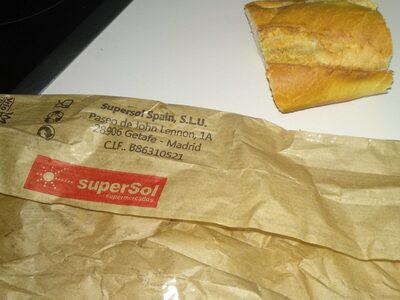 Supersol Spain, S.L.U.
Paseo de John Lennon, 1A
28906 Getafe - Madrid
C.I.F.. B86310521
superSol
supermercados